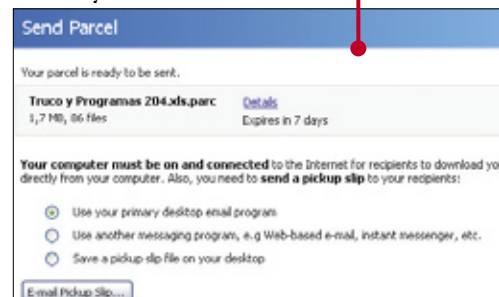 Send Parcel
Your parcel is ready to be sent.
Truco y Programas 204.xls.parc Details
1,7 MB, 86 files Expires in 7 days
Your computer must be on and connected to the Internet for recipients to download yo
directly from your computer. Also, you need to send a pickup slip to your recipients:
Use your primary desktop email program
Use another messaging program, e.g Web-based e-mail, instant messenger, etc.
Save a pickup slip file on your desktop
E-mail Pickup Slip...